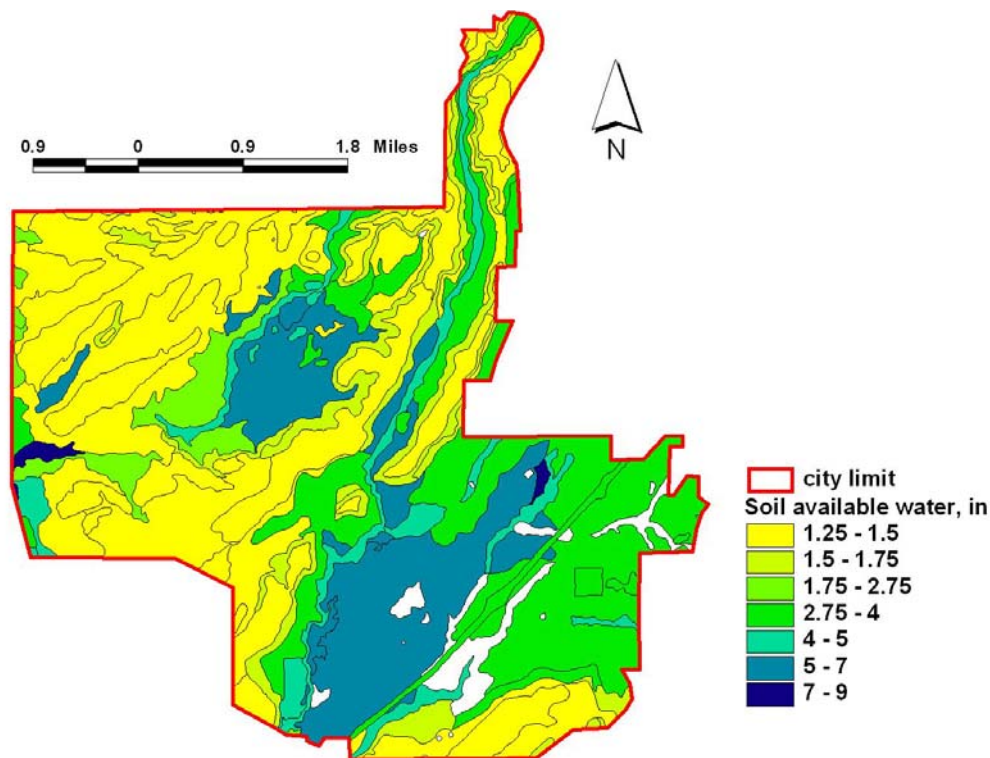 0.9 0 0.9 1.8 Miles
N
city limit
Soil available water, in
1.25 - 1.5
1.5 - 1.75
1.75 - 2.75
2.75 - 4
4 - 5
5 - 7
7 - 9